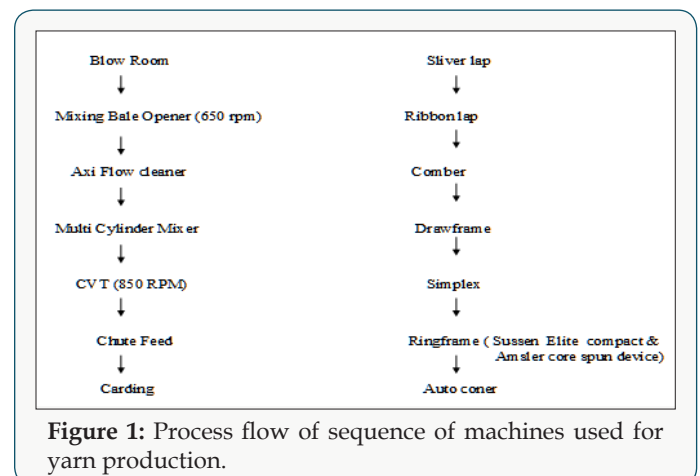 Blow Room
Mixing Bale Opener (650 rpm)
Axi Flow cleaner
Multi Cylinder Mixer
CVT (850 RPM)
Chute Feed
Carding
Sliver lap
Ribbon lap
Comber
Drawframe
Simplex
Ringframe ( Sussen Elite compact &
Amsler core spun device)
Auto coner
Figure 1: Process flow of sequence of machines used for
yarn production.